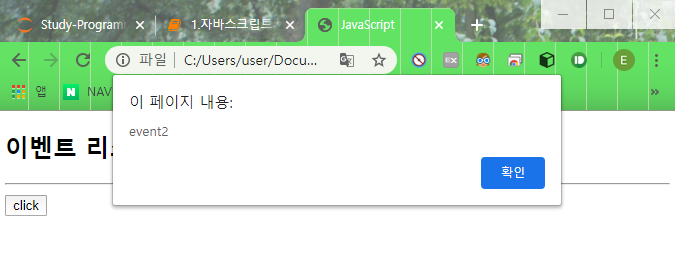 Study-Program
1.자바스크립트
JavaScript
파일
C:/Users/user/Docu...
E
앱
N
NAV
이 페이지 내용:
event2
확인
이벤트
click